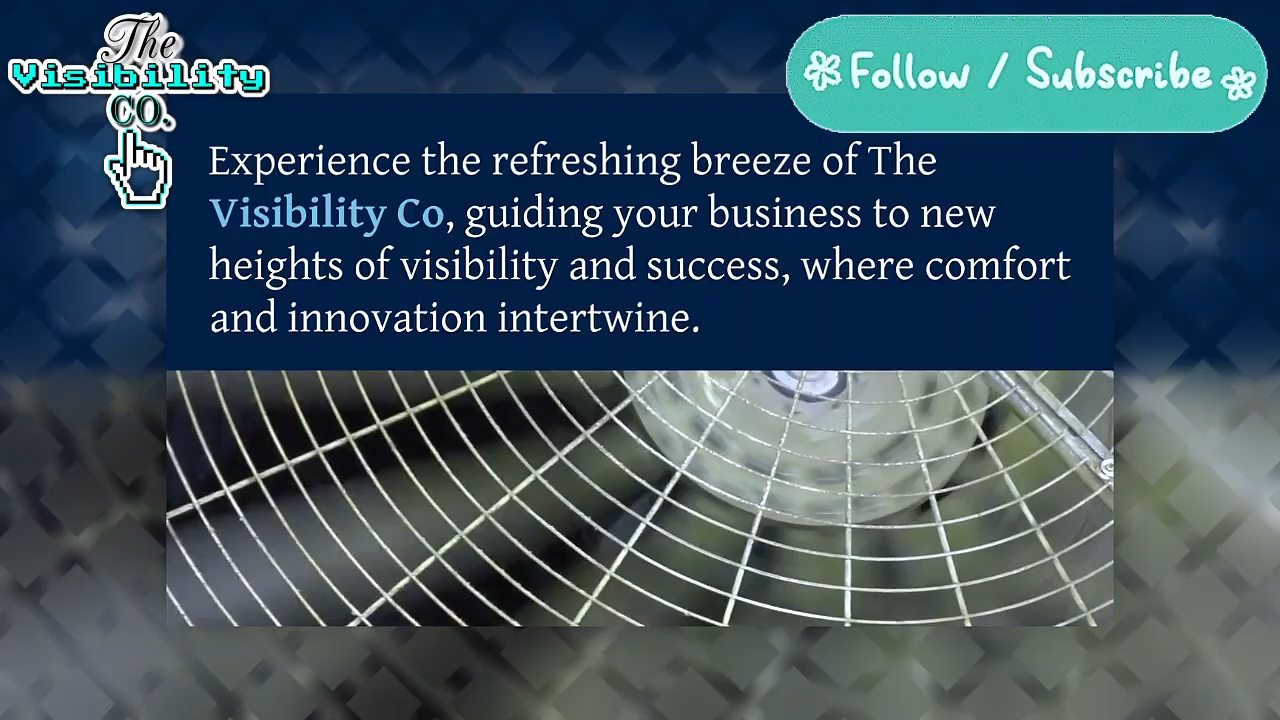 The
Visibility
CO.
Follow / Subscribe
Experience the refreshing breeze of The
Visibility Co, guiding your business to new
heights of visibility and success, where comfort
and innovation intertwine.